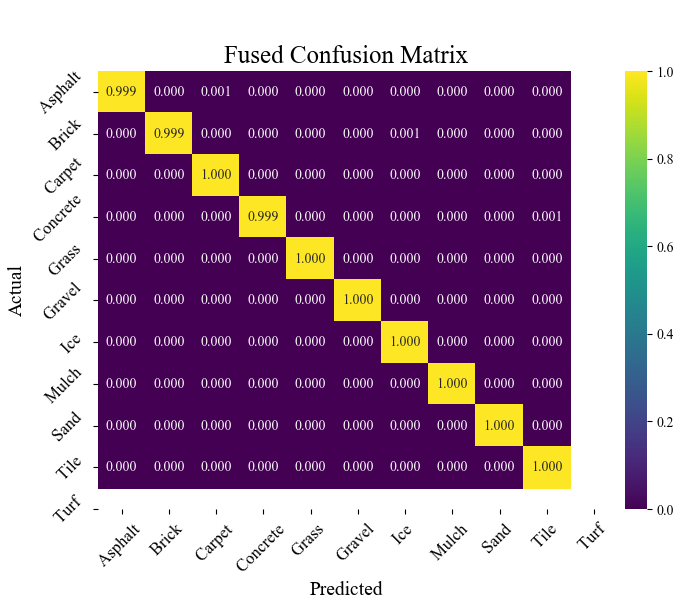 Fused Confusion Matrix
Actual
Asphalt 0.999 0.000 0.001 0.000 0.000 0.000 0.000 0.000 0.000 0.000
Brick 0.000 0.999 0.000 0.000 0.000 0.000 0.001 0.000 0.000 0.000
Carpet 0.000 0.000 1.000 0.000 0.000 0.000 0.000 0.000 0.000 0.000
Concrete 0.000 0.000 0.000 0.999 0.000 0.000 0.000 0.000 0.000 0.001
Grass 0.000 0.000 0.000 0.000 1.000 0.000 0.000 0.000 0.000 0.000
Gravel 0.000 0.000 0.000 0.000 0.000 1.000 0.000 0.000 0.000 0.000
Ice 0.000 0.000 0.000 0.000 0.000 0.000 1.000 0.000 0.000 0.000
Mulch 0.000 0.000 0.000 0.000 0.000 0.000 0.000 1.000 0.000 0.000
Sand 0.000 0.000 0.000 0.000 0.000 0.000 0.000 0.000 1.000 0.000
Tile 0.000 0.000 0.000 0.000 0.000 0.000 0.000 0.000 0.000 1.000
Turf
Asphalt Brick Carpet Concrete Grass Gravel Ice Mulch Sand Tile Turf
Predicted
1.0
0.8
0.6
0.4
0.2
0.0